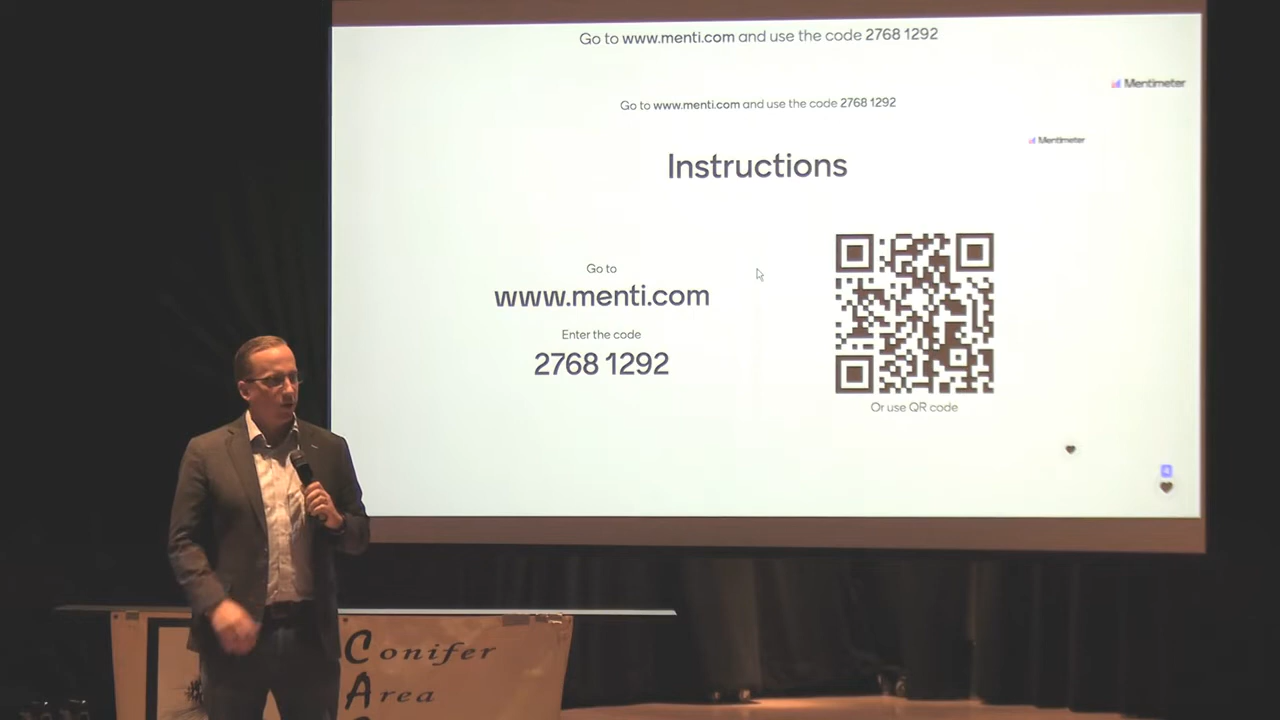 Go to www.menti.com and use the code 2768 1292
Mentimeter
Go to www.menti.com and use the code 2768 1292
Mentimeter
Instructions
Go to
www.menti.com
Enter the code
2768 1292
Or use QR code
Conifer
Area